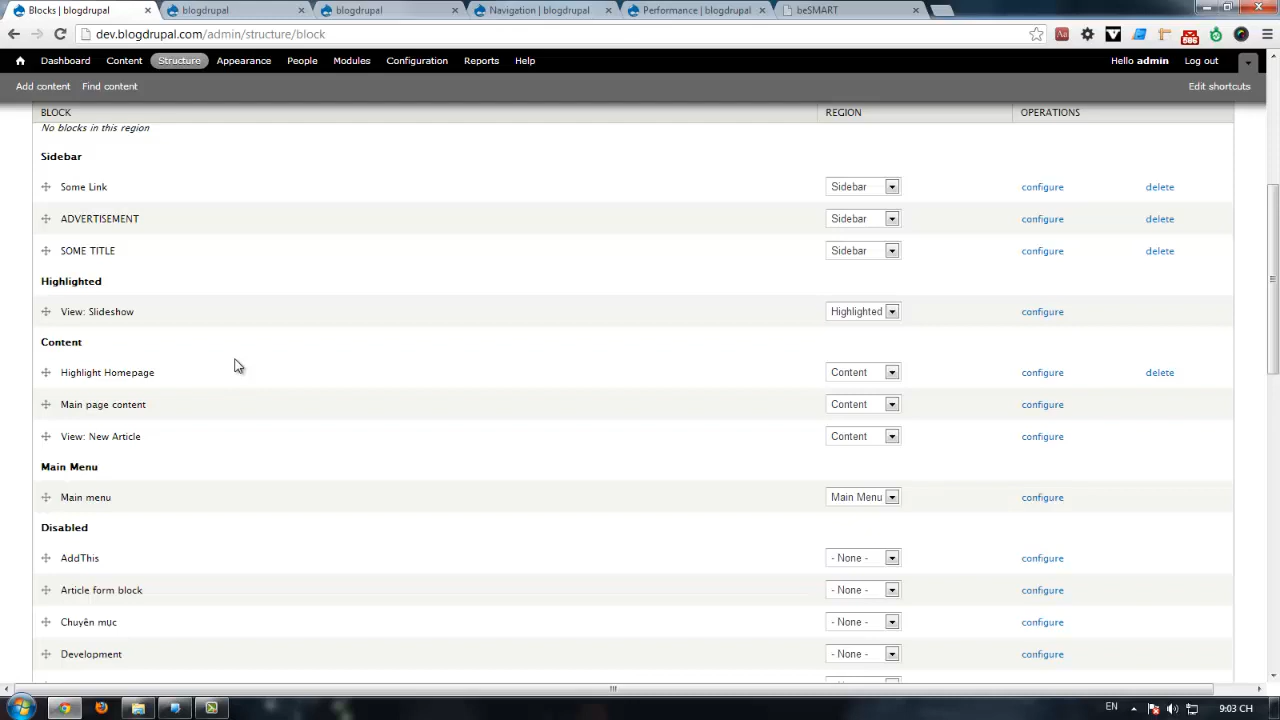 Blocks | blogdrupal
blogdrupal
blogdrupal
Navigation | blogdrupal
Performance | blogdrupal
beSMART
dev.blogdrupal.com/admin/structure/block
586
Dashboard Content Structure Appearance People Modules Configuration Reports Help Hello admin Log out
Add content Find content Edit shortcuts
BLOCK REGION OPERATIONS
No blocks in this region
Sidebar
Some Link Sidebar configure delete
ADVERTISEMENT Sidebar configure delete
SOME TITLE Sidebar configure delete
Highlighted
View: Slideshow Highlighted configure
Content
Highlight Homepage Content configure delete
Main page content Content configure
View: New Article Content configure
Main Menu
Main menu Main Menu configure
Disabled
AddThis - None - configure
Article form block - None - configure
Chuyên mục - None - configure
Development - None - configure
EN 9:03 CH